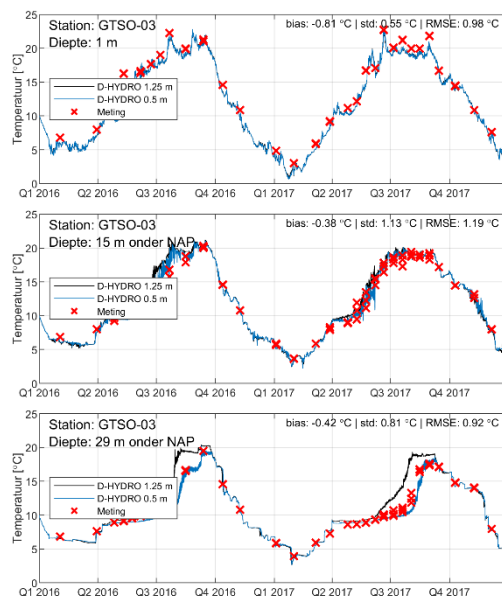 Station: GTSO-03
bias: -0.81 °C | std: 0.55 °C | RMSE: 0.98 °C
Diepte: 1 m
Temperatuur [°C]
25
20
15
10
5
0
D-HYDRO 1.25 m
D-HYDRO 0.5 m
Meting
Q1 2016 Q2 2016 Q3 2016 Q4 2016 Q1 2017 Q2 2017 Q3 2017 Q4 2017
Station: GTSO-03
bias: -0.38 °C | std: 1.13 °C | RMSE: 1.19 °C
Diepte: 15 m onder NAP
Temperatuur [°C]
25
20
15
10
5
0
D-HYDRO 1.25 m
D-HYDRO 0.5 m
Meting
Q1 2016 Q2 2016 Q3 2016 Q4 2016 Q1 2017 Q2 2017 Q3 2017 Q4 2017
Station: GTSO-03
bias: -0.42 °C | std: 0.81 °C | RMSE: 0.92 °C
Diepte: 29 m onder NAP
Temperatuur [°C]
25
20
15
10
5
0
D-HYDRO 1.25 m
D-HYDRO 0.5 m
Meting
Q1 2016 Q2 2016 Q3 2016 Q4 2016 Q1 2017 Q2 2017 Q3 2017 Q4 2017